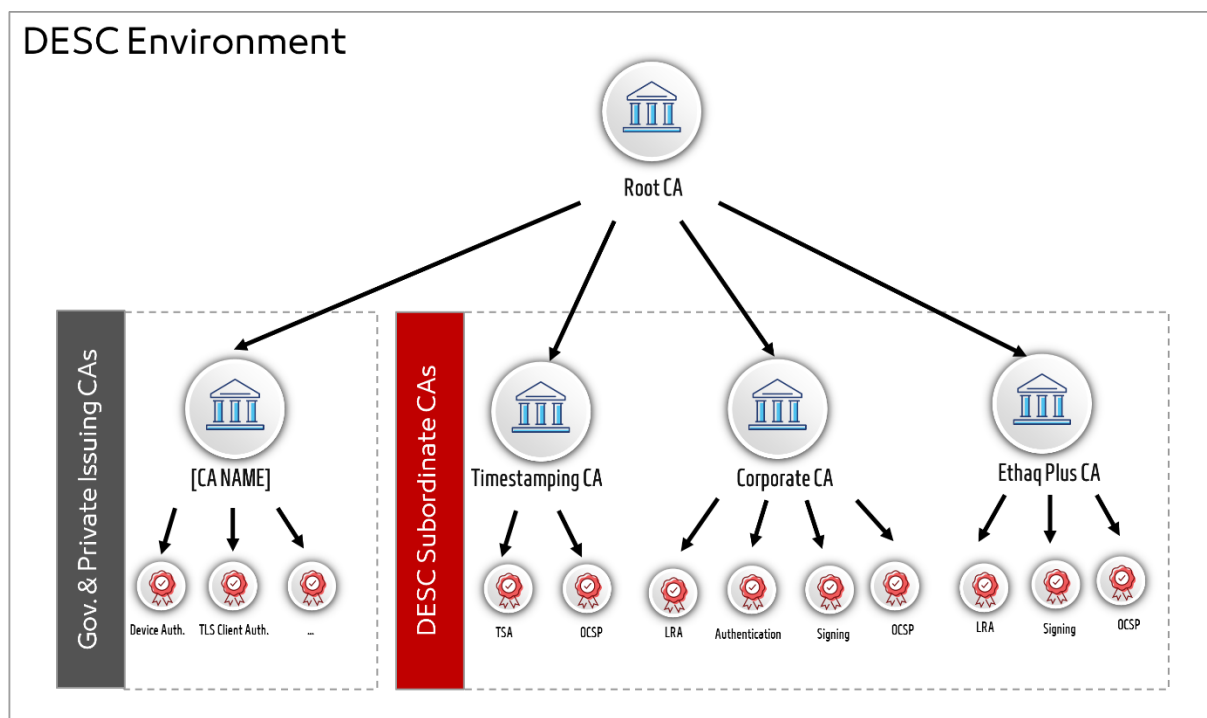 DESC Environment
Root CA
Gov. & Private Issuing CAs
[CA NAME]
Device Auth.
TLS Client Auth.
...
DESC Subordinate CAs
Timestamping CA
TSA
OCSP
Corporate CA
LRA
Authentication
Signing
OCSP
Ethaq Plus CA
LRA
Signing
OCSP